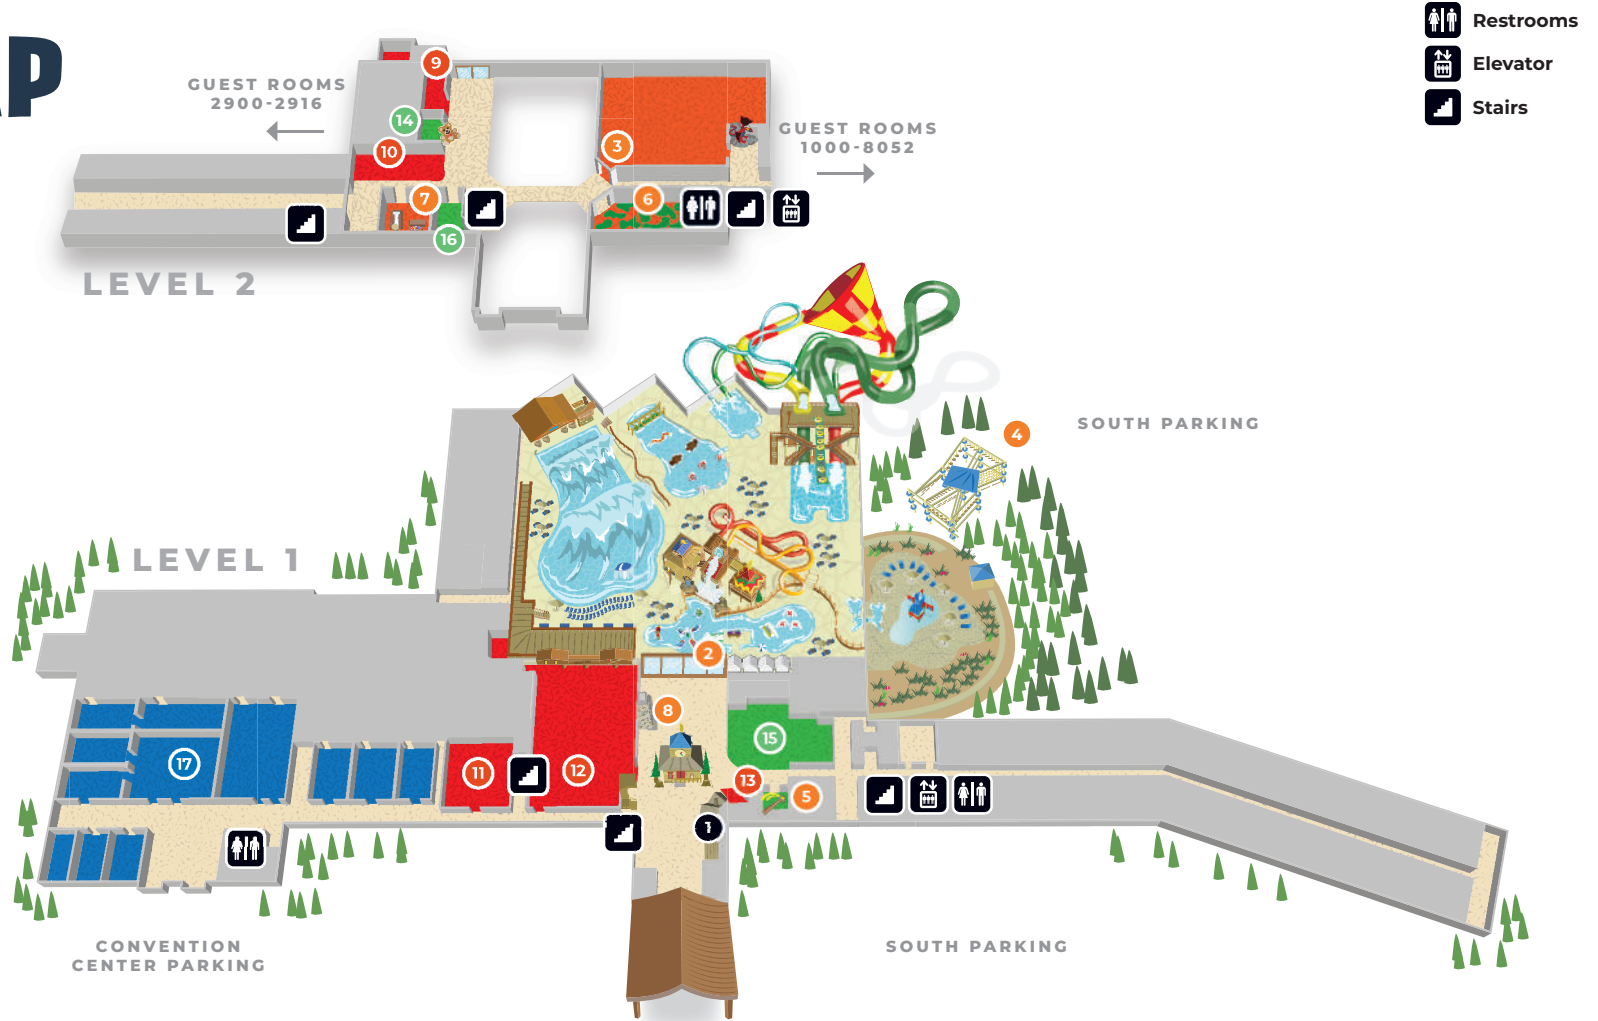 AP
Restrooms
Elevator
Stairs
GUEST ROOMS
2900-2916
GUEST ROOMS
1000-8052
9
14
10
3
7
6
16
LEVEL 2
4
SOUTH PARKING
LEVEL 1
2
8
15
17
11
12
13
5
1
CONVENTION
CENTER PARKING
SOUTH PARKING